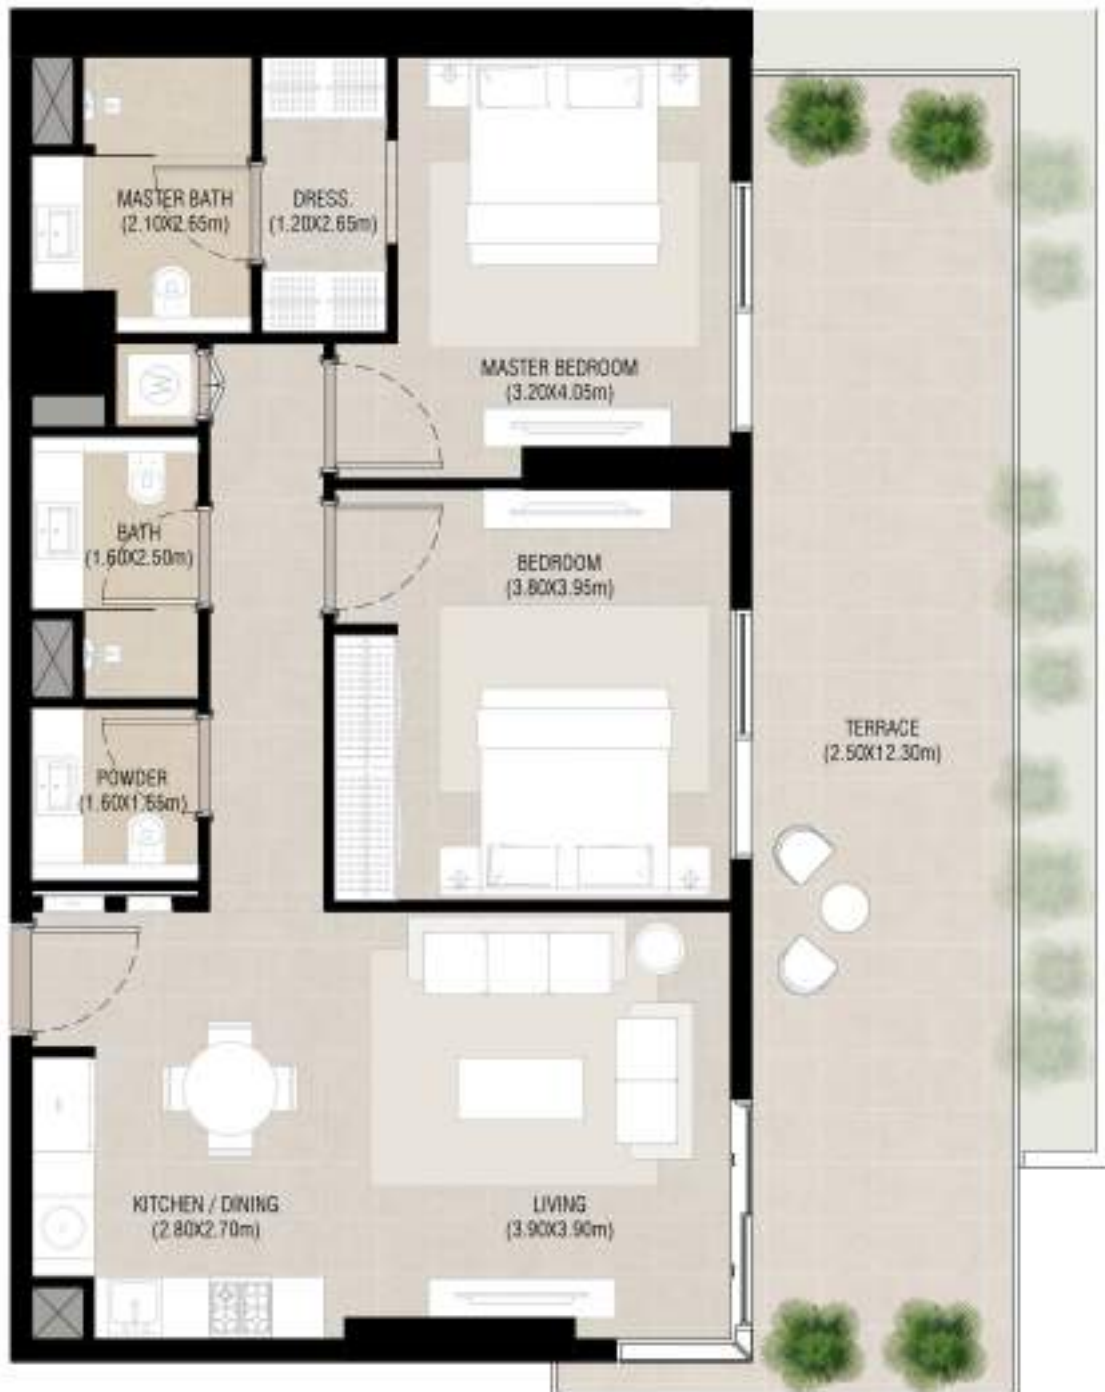 MASTER BATH
(2.10X2.65m)
DRESS.
(1.20X2.65m)
MASTER BEDROOM
(3.20X4.05m)
W
BATH
(1.60X2.50m)
BEDROOM
(3.80X3.95m)
TERRACE
(2.50X12.30m)
POWDER
(1.60X1.65m)
KITCHEN / DINING
(2.80X2.70m)
LIVING
(3.90X3.90m)